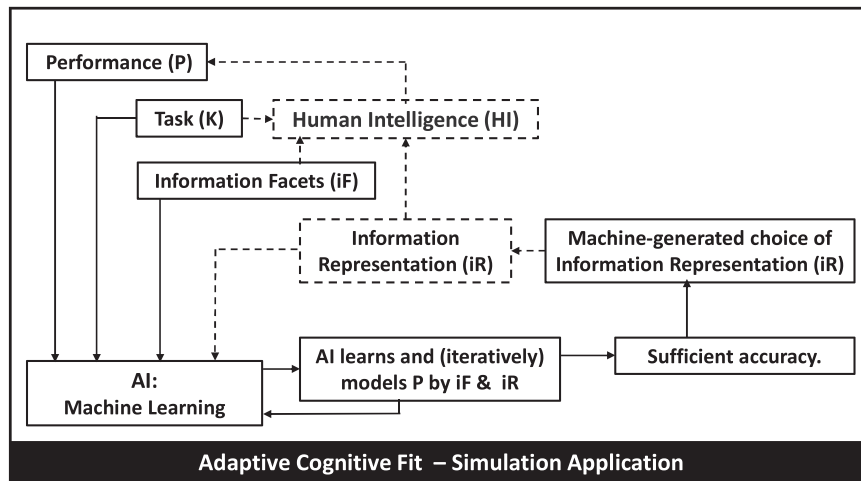 Performance (P)
Task (K)
Human Intelligence (HI)
Information Facets (iF)
Information
Representation (iR)
Machine-generated choice of
Information Representation (iR)
AI:
Machine Learning
AI learns and (iteratively)
models P by iF & iR
Sufficient accuracy.
Adaptive Cognitive Fit – Simulation Application